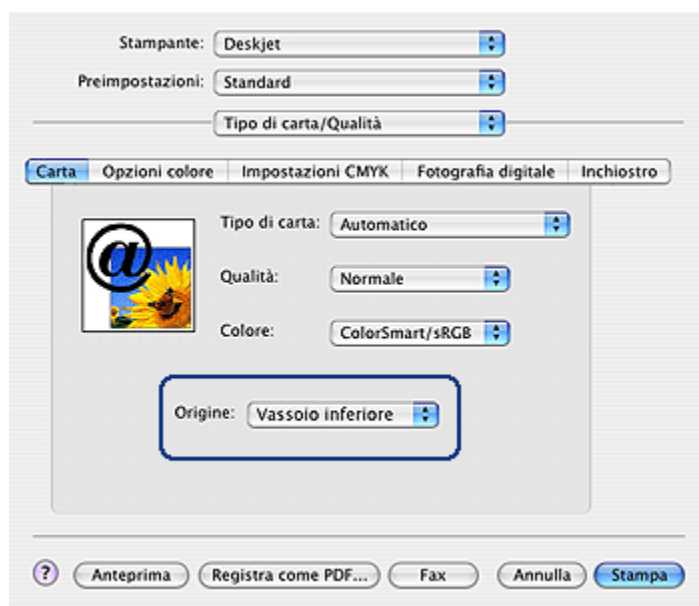 Stampante: Deskjet
Preimpostazioni: Standard
Tipo di carta/Qualità
Carta Opzioni colore Impostazioni CMYK Fotografia digitale Inchiostro
Tipo di carta: Automatico
@
Qualità: Normale
Colore: ColorSmart/sRGB
Origine: Vassoio inferiore
? Anteprima Registra come PDF... Fax Annulla Stampa